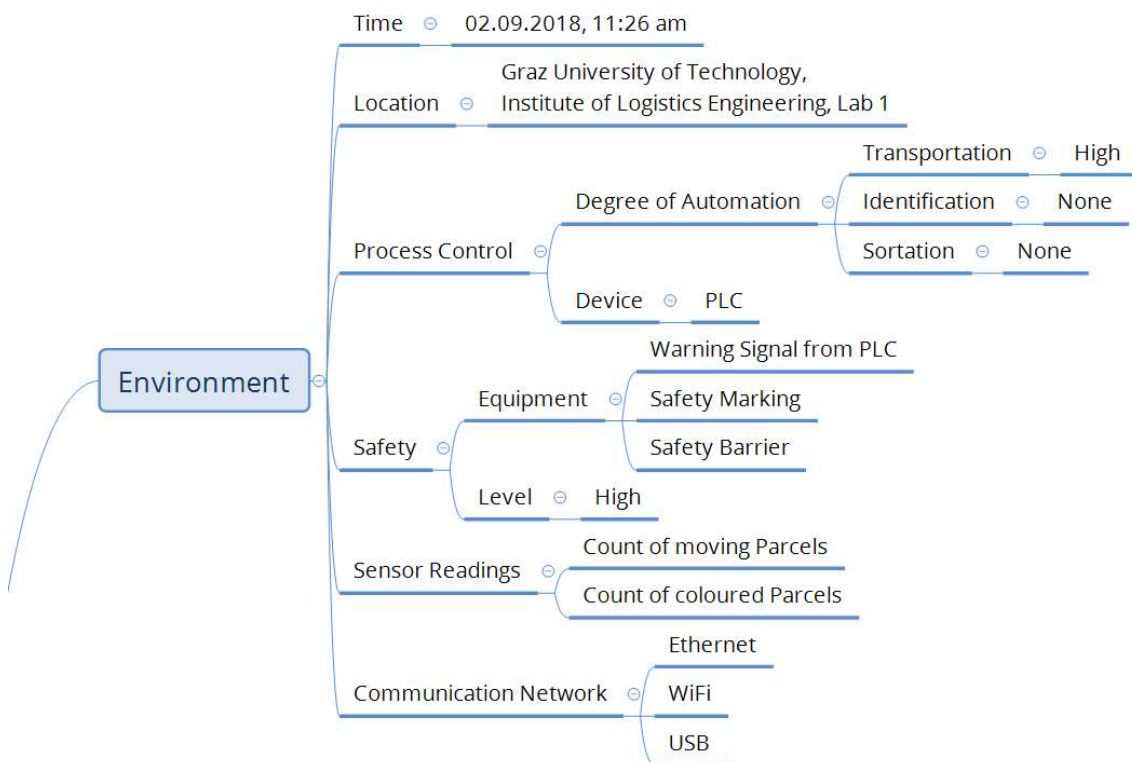 Time
02.09.2018, 11:26 am
Graz University of Technology,
Location
Institute of Logistics Engineering, Lab 1
Transportation
High
Degree of Automation
Identification
None
Process Control
Sortation
None
Device
PLC
Environment
Warning Signal from PLC
Equipment
Safety Marking
Safety
Safety Barrier
Level
High
Count of moving Parcels
Sensor Readings
Count of coloured Parcels
Ethernet
Communication Network
WiFi
USB